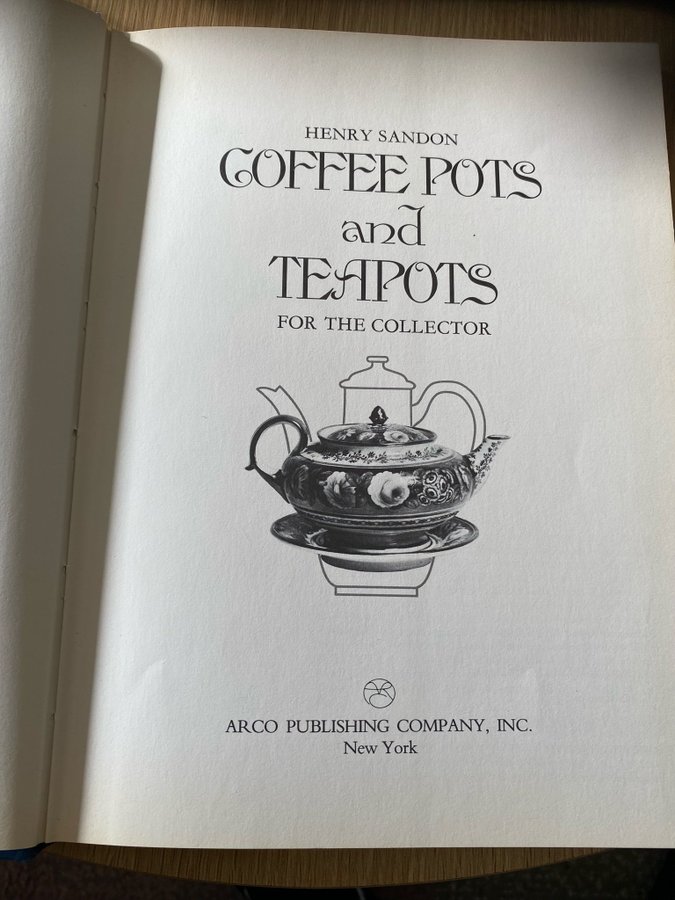 HENRY SANDON
COFFEE POTS
and
TEAPOTS
FOR THE COLLECTOR
ARCO PUBLISHING COMPANY, INC.
New York